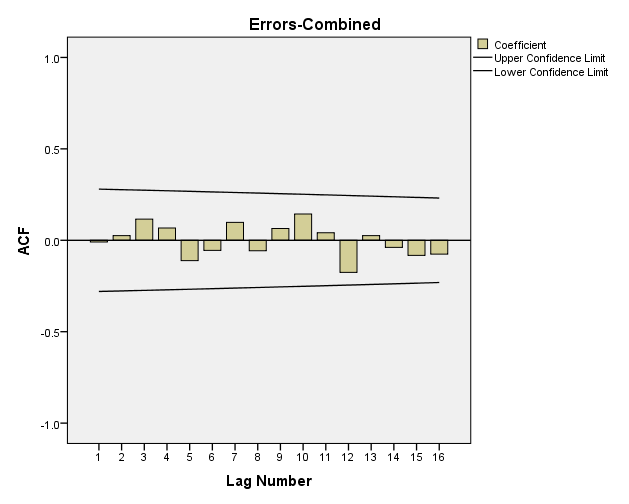 Errors-Combined
Coefficient
Upper Confidence Limit
Lower Confidence Limit
ACF
1.0
0.5
0.0
-0.5
-1.0
1 2 3 4 5 6 7 8 9 10 11 12 13 14 15 16
Lag Number